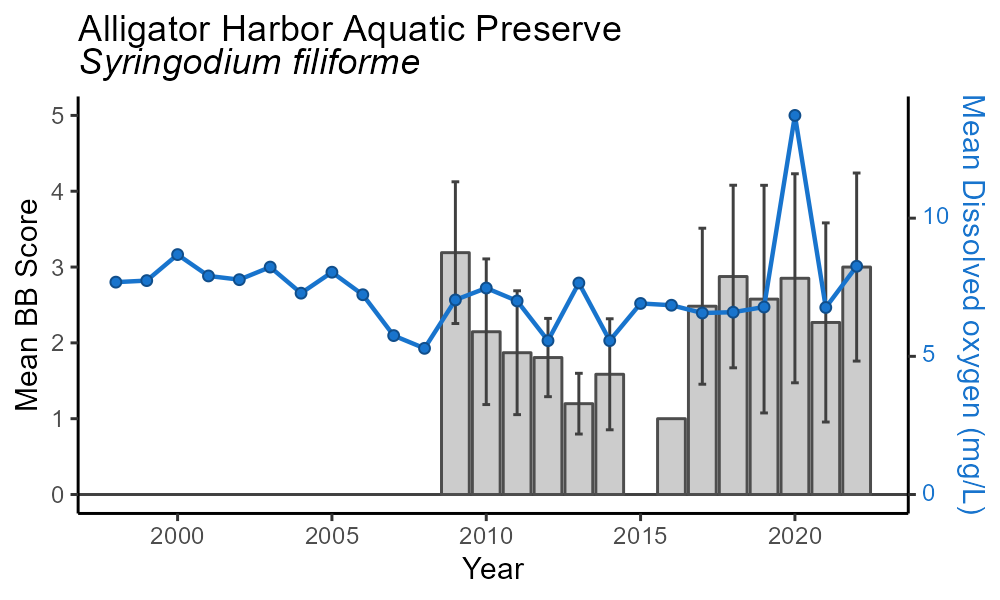 Alligator Harbor Aquatic Preserve
Syringodium filiforme
Mean BB Score
5
4
3
2
1
0
10
5
0
Mean Dissolved oxygen (mg/L)
2000
2005
2010
2015
2020
Year